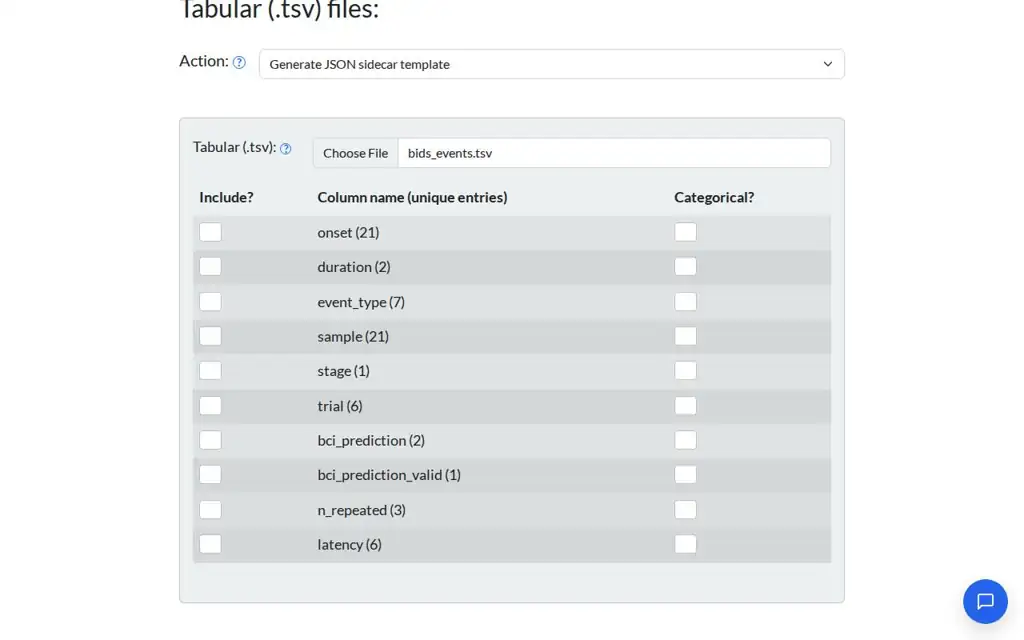 Tabular (.tsv) files:
Action: ? Generate JSON sidecar template
Tabular (.tsv): ? Choose File bids_events.tsv
Include? Column name (unique entries) Categorical?
onset (21)
duration (2)
event_type (7)
sample (21)
stage (1)
trial (6)
bci_prediction (2)
bci_prediction_valid (1)
n_repeated (3)
latency (6)